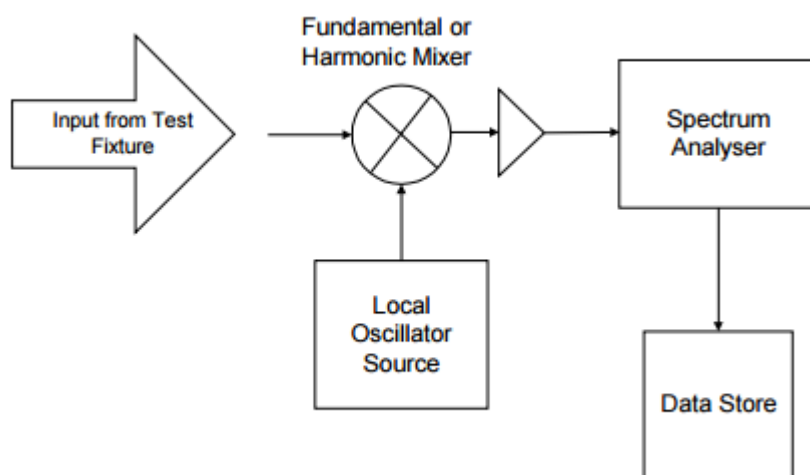 Fundamental or
Harmonic Mixer
Input from Test
Fixture
Spectrum
Analyser
Local
Oscillator
Source
Data Store